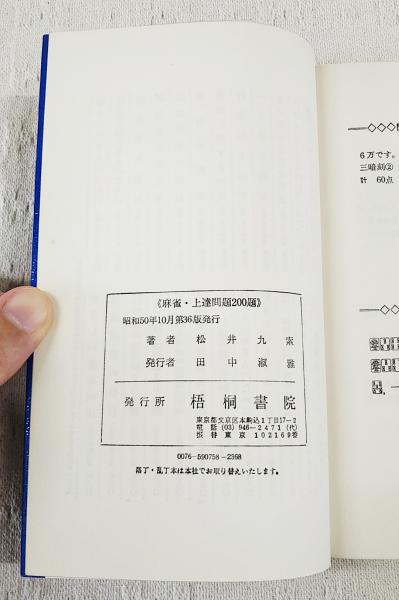 《麻雀・上達問題200題》
昭和50年10月第36版発行
著者 松井九索
発行者 田中淑雅
発行所 梧桐書院
東京都文京区本駒込1丁目17-
電話 (03) 946-2471 (代)
振替東京 102169番
落丁・乱丁本は本社でお取り替えいたします。
0076-590758-2368
6万です。
三暗刻②
計 60点